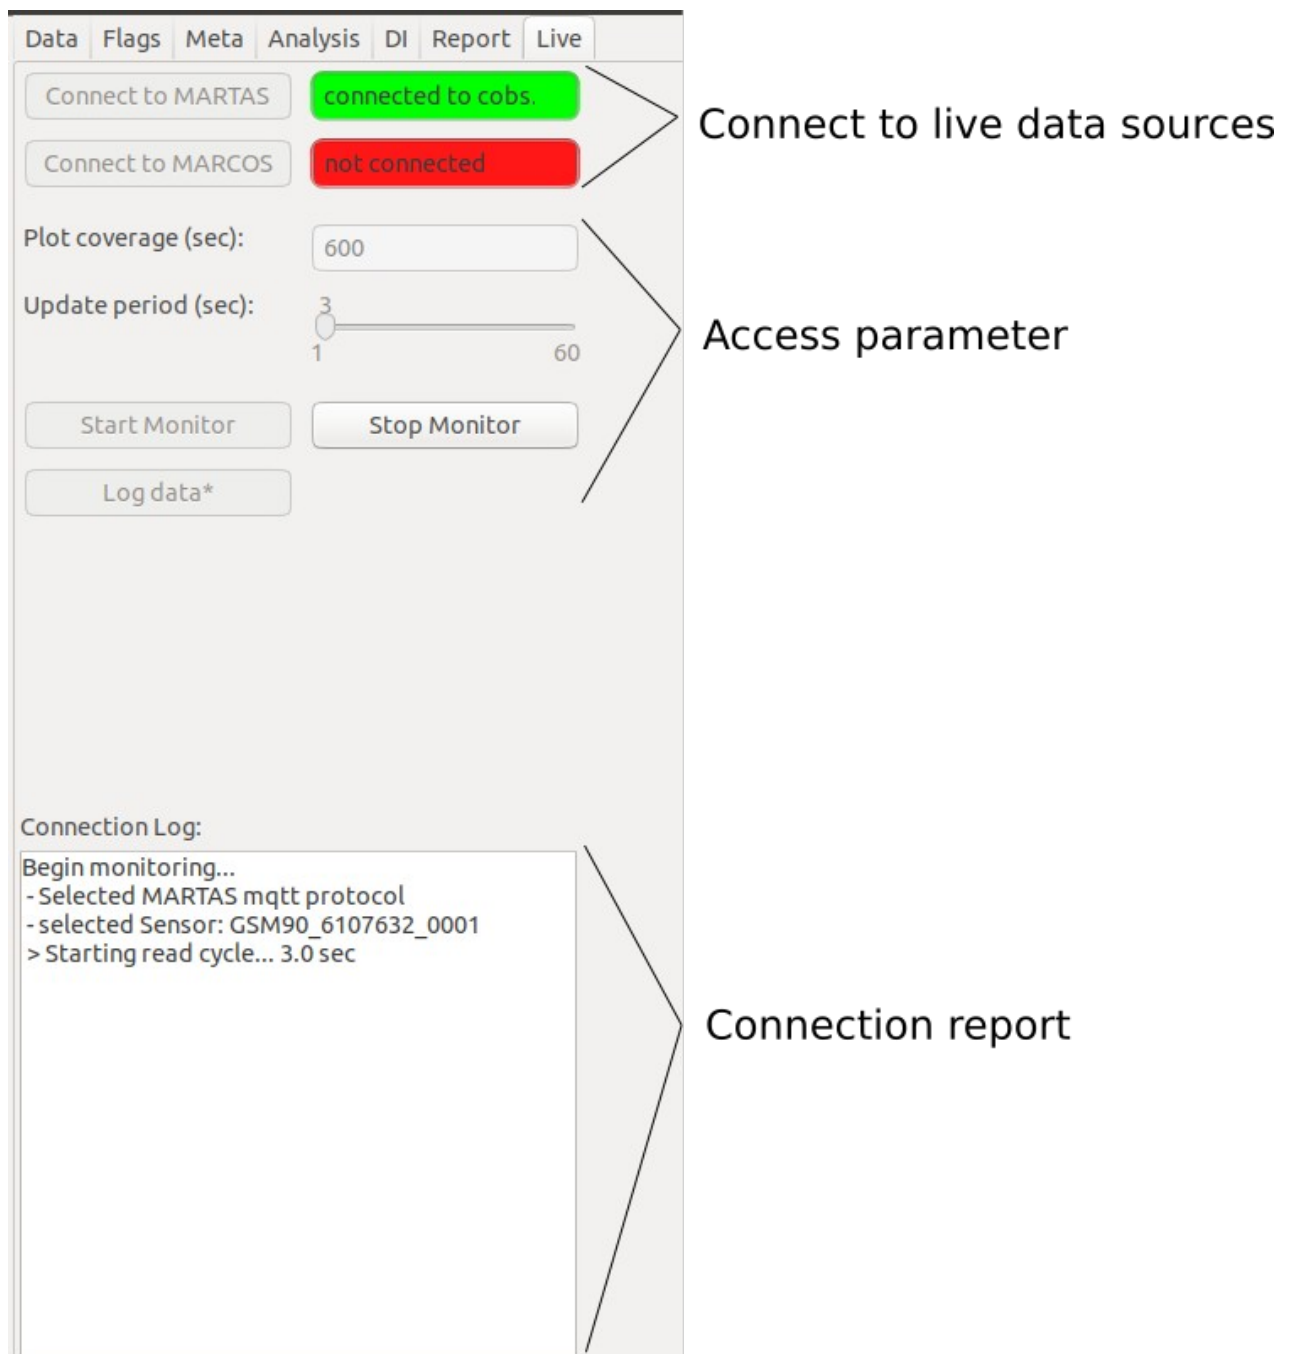 Data Flags Meta Analysis DI Report Live
Connect to MARTAS connected to cobs.
Connect to live data sources
Connect to MARCOS not connected
Plot coverage (sec): 600
Update period (sec): 3
1 60
Access parameter
Start Monitor Stop Monitor
Log data*
Connection Log:
Begin monitoring...
- Selected MARTAS mqtt protocol
- selected Sensor: GSM90_6107632_0001
> Starting read cycle... 3.0 sec
Connection report